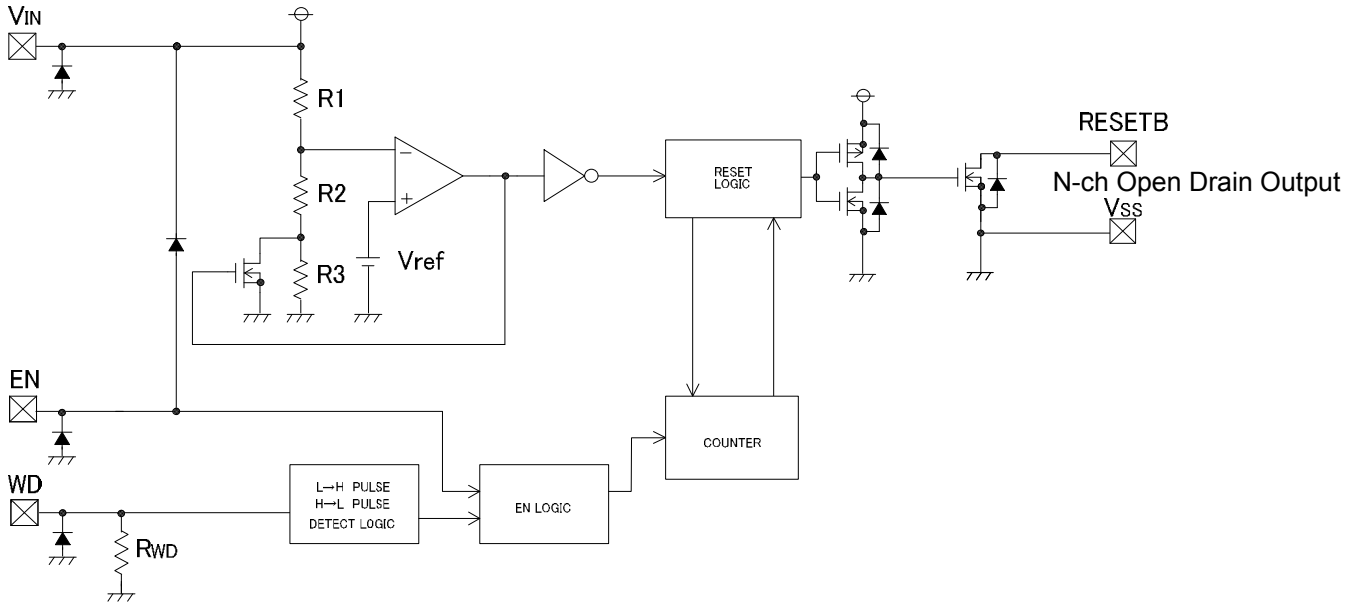 VIN
R1
R2
R3
Vref
−
+
RESET
LOGIC
RESETB
N-ch Open Drain Output
VSS
EN
COUNTER
WD
RWD
L→H PULSE
H→L PULSE
DETECT LOGIC
EN LOGIC